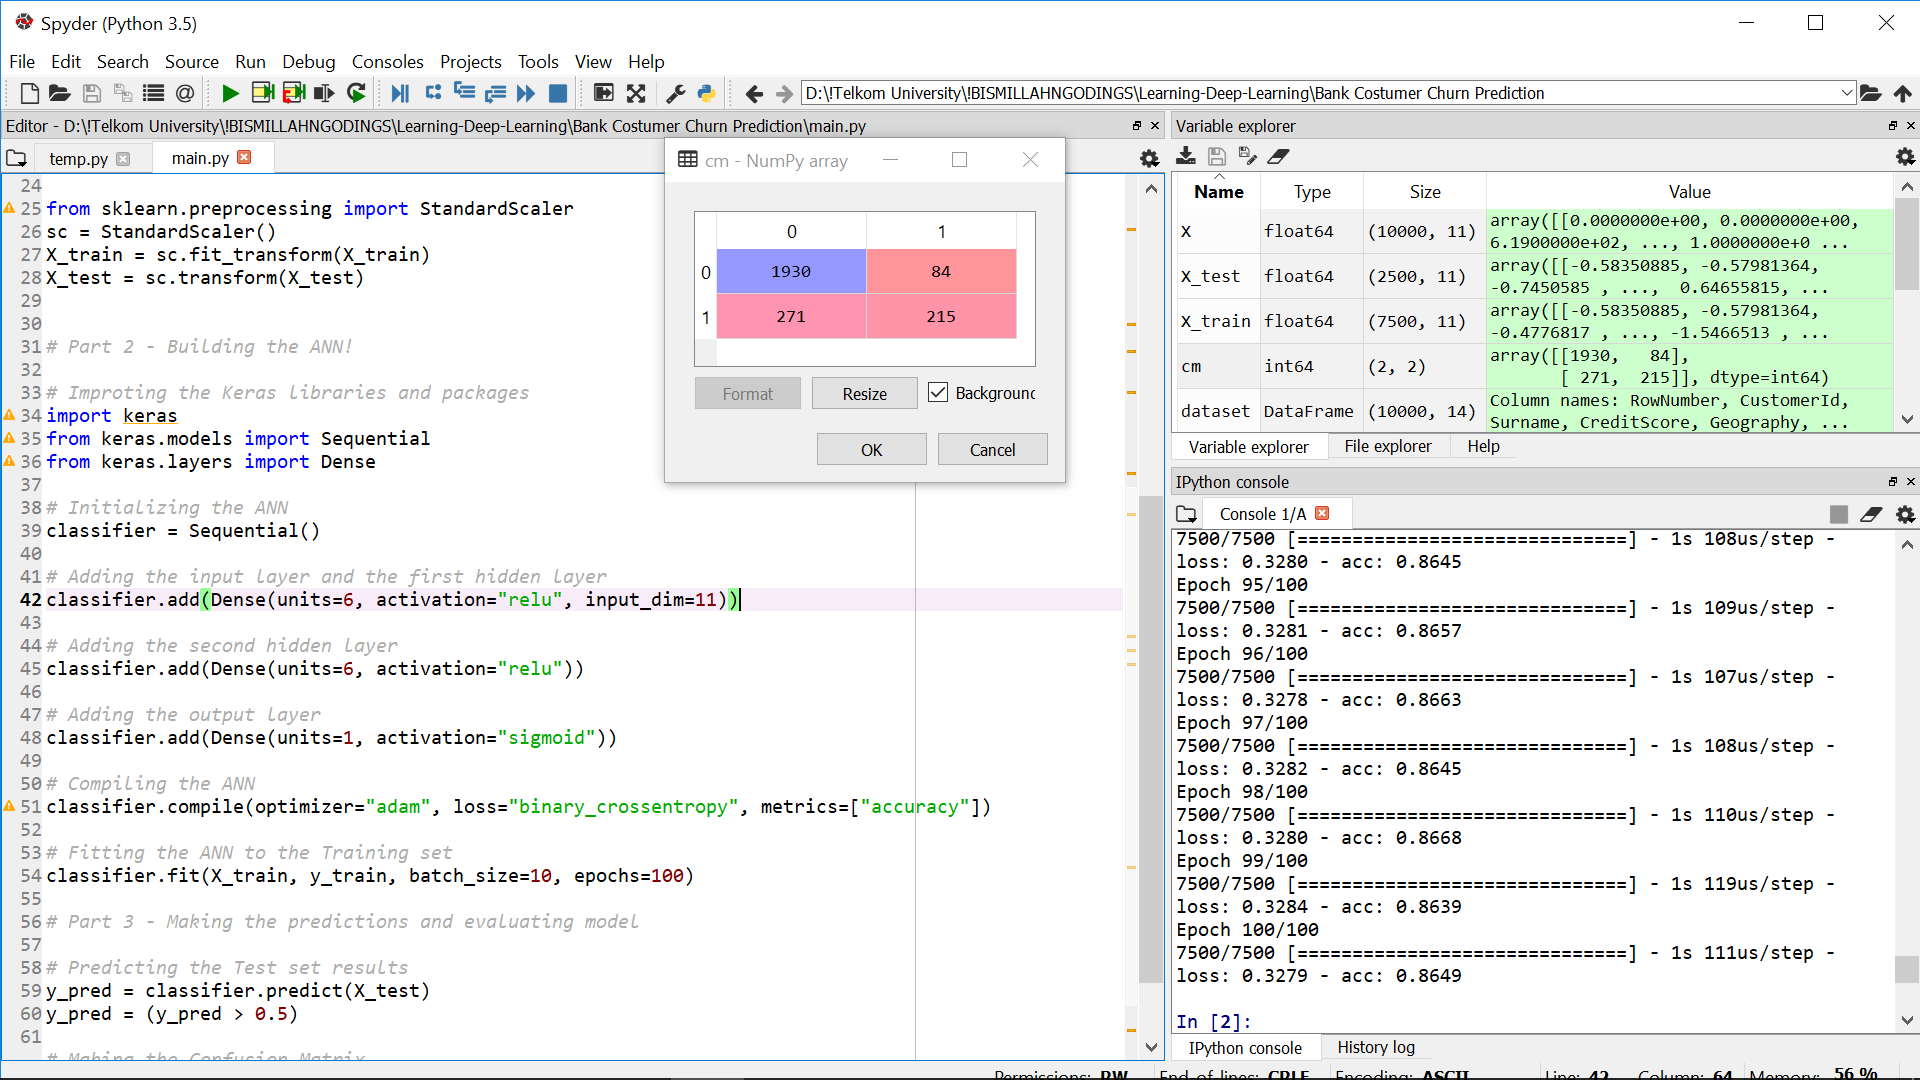 Spyder (Python 3.5)
File Edit Search Source Run Debug Consoles Projects Tools View Help
D:\!Telkom University\!BISMILLAHNGODINGS\Learning-Deep-Learning\Bank Costumer Churn Prediction
Editor - D:\!Telkom University\!BISMILLAHNGODINGS\Learning-Deep-Learning\Bank Costumer Churn Prediction\main.py
temp.py main.py
24
25 from sklearn.preprocessing import StandardScaler
26 sc = StandardScaler()
27 X_train = sc.fit_transform(X_train)
28 X_test = sc.transform(X_test)
29
30
31 # Part 2 - Building the ANN!
32
33 # Improting the Keras libraries and packages
34 import keras
35 from keras.models import Sequential
36 from keras.layers import Dense
37
38 # Initializing the ANN
39 classifier = Sequential()
40
41 # Adding the input layer and the first hidden layer
42 classifier.add(Dense(units=6, activation="relu", input_dim=11))
43
44 # Adding the second hidden layer
45 classifier.add(Dense(units=6, activation="relu"))
46
47 # Adding the output layer
48 classifier.add(Dense(units=1, activation="sigmoid"))
49
50 # Compiling the ANN
51 classifier.compile(optimizer="adam", loss="binary_crossentropy", metrics=["accuracy"])
52
53 # Fitting the ANN to the Training set
54 classifier.fit(X_train, y_train, batch_size=10, epochs=100)
55
56 # Part 3 - Making the predictions and evaluating model
57
58 # Predicting the Test set results
59 y_pred = classifier.predict(X_test)
60 y_pred = (y_pred > 0.5)
61
# Making the Confusion Matrix
cm - NumPy array
0 1
0 1930 84
1 271 215
Format Resize Background
OK Cancel
Variable explorer
Name Type Size Value
X float64 (10000, 11) array([[0.0000000e+00, 0.0000000e+00,
6.1900000e+02, ..., 1.0000000e+0 ...
X_test float64 (2500, 11) array([[-0.58350885, -0.57981364,
-0.7450585 , ..., 0.64655815, ...
X_train float64 (7500, 11) array([[-0.58350885, -0.57981364,
-0.4776817 , ..., -1.5466513 , ...
cm int64 (2, 2) array([[1930, 84],
[ 271, 215]], dtype=int64)
dataset DataFrame (10000, 14) Column names: RowNumber, CustomerId,
Surname, CreditScore, Geography, ...
Variable explorer File explorer Help
IPython console
Console 1/A
7500/7500 [==============================] - 1s 108us/step -
loss: 0.3280 - acc: 0.8645
Epoch 95/100
7500/7500 [==============================] - 1s 109us/step -
loss: 0.3281 - acc: 0.8657
Epoch 96/100
7500/7500 [==============================] - 1s 107us/step -
loss: 0.3278 - acc: 0.8663
Epoch 97/100
7500/7500 [==============================] - 1s 108us/step -
loss: 0.3282 - acc: 0.8645
Epoch 98/100
7500/7500 [==============================] - 1s 110us/step -
loss: 0.3280 - acc: 0.8668
Epoch 99/100
7500/7500 [==============================] - 1s 119us/step -
loss: 0.3284 - acc: 0.8639
Epoch 100/100
7500/7500 [==============================] - 1s 111us/step -
loss: 0.3279 - acc: 0.8649
In [2]:
IPython console History log
Permissions: RW End-of-lines: CRLF Encoding: ASCII Line: 42 Column: 64 Memory: 56 %